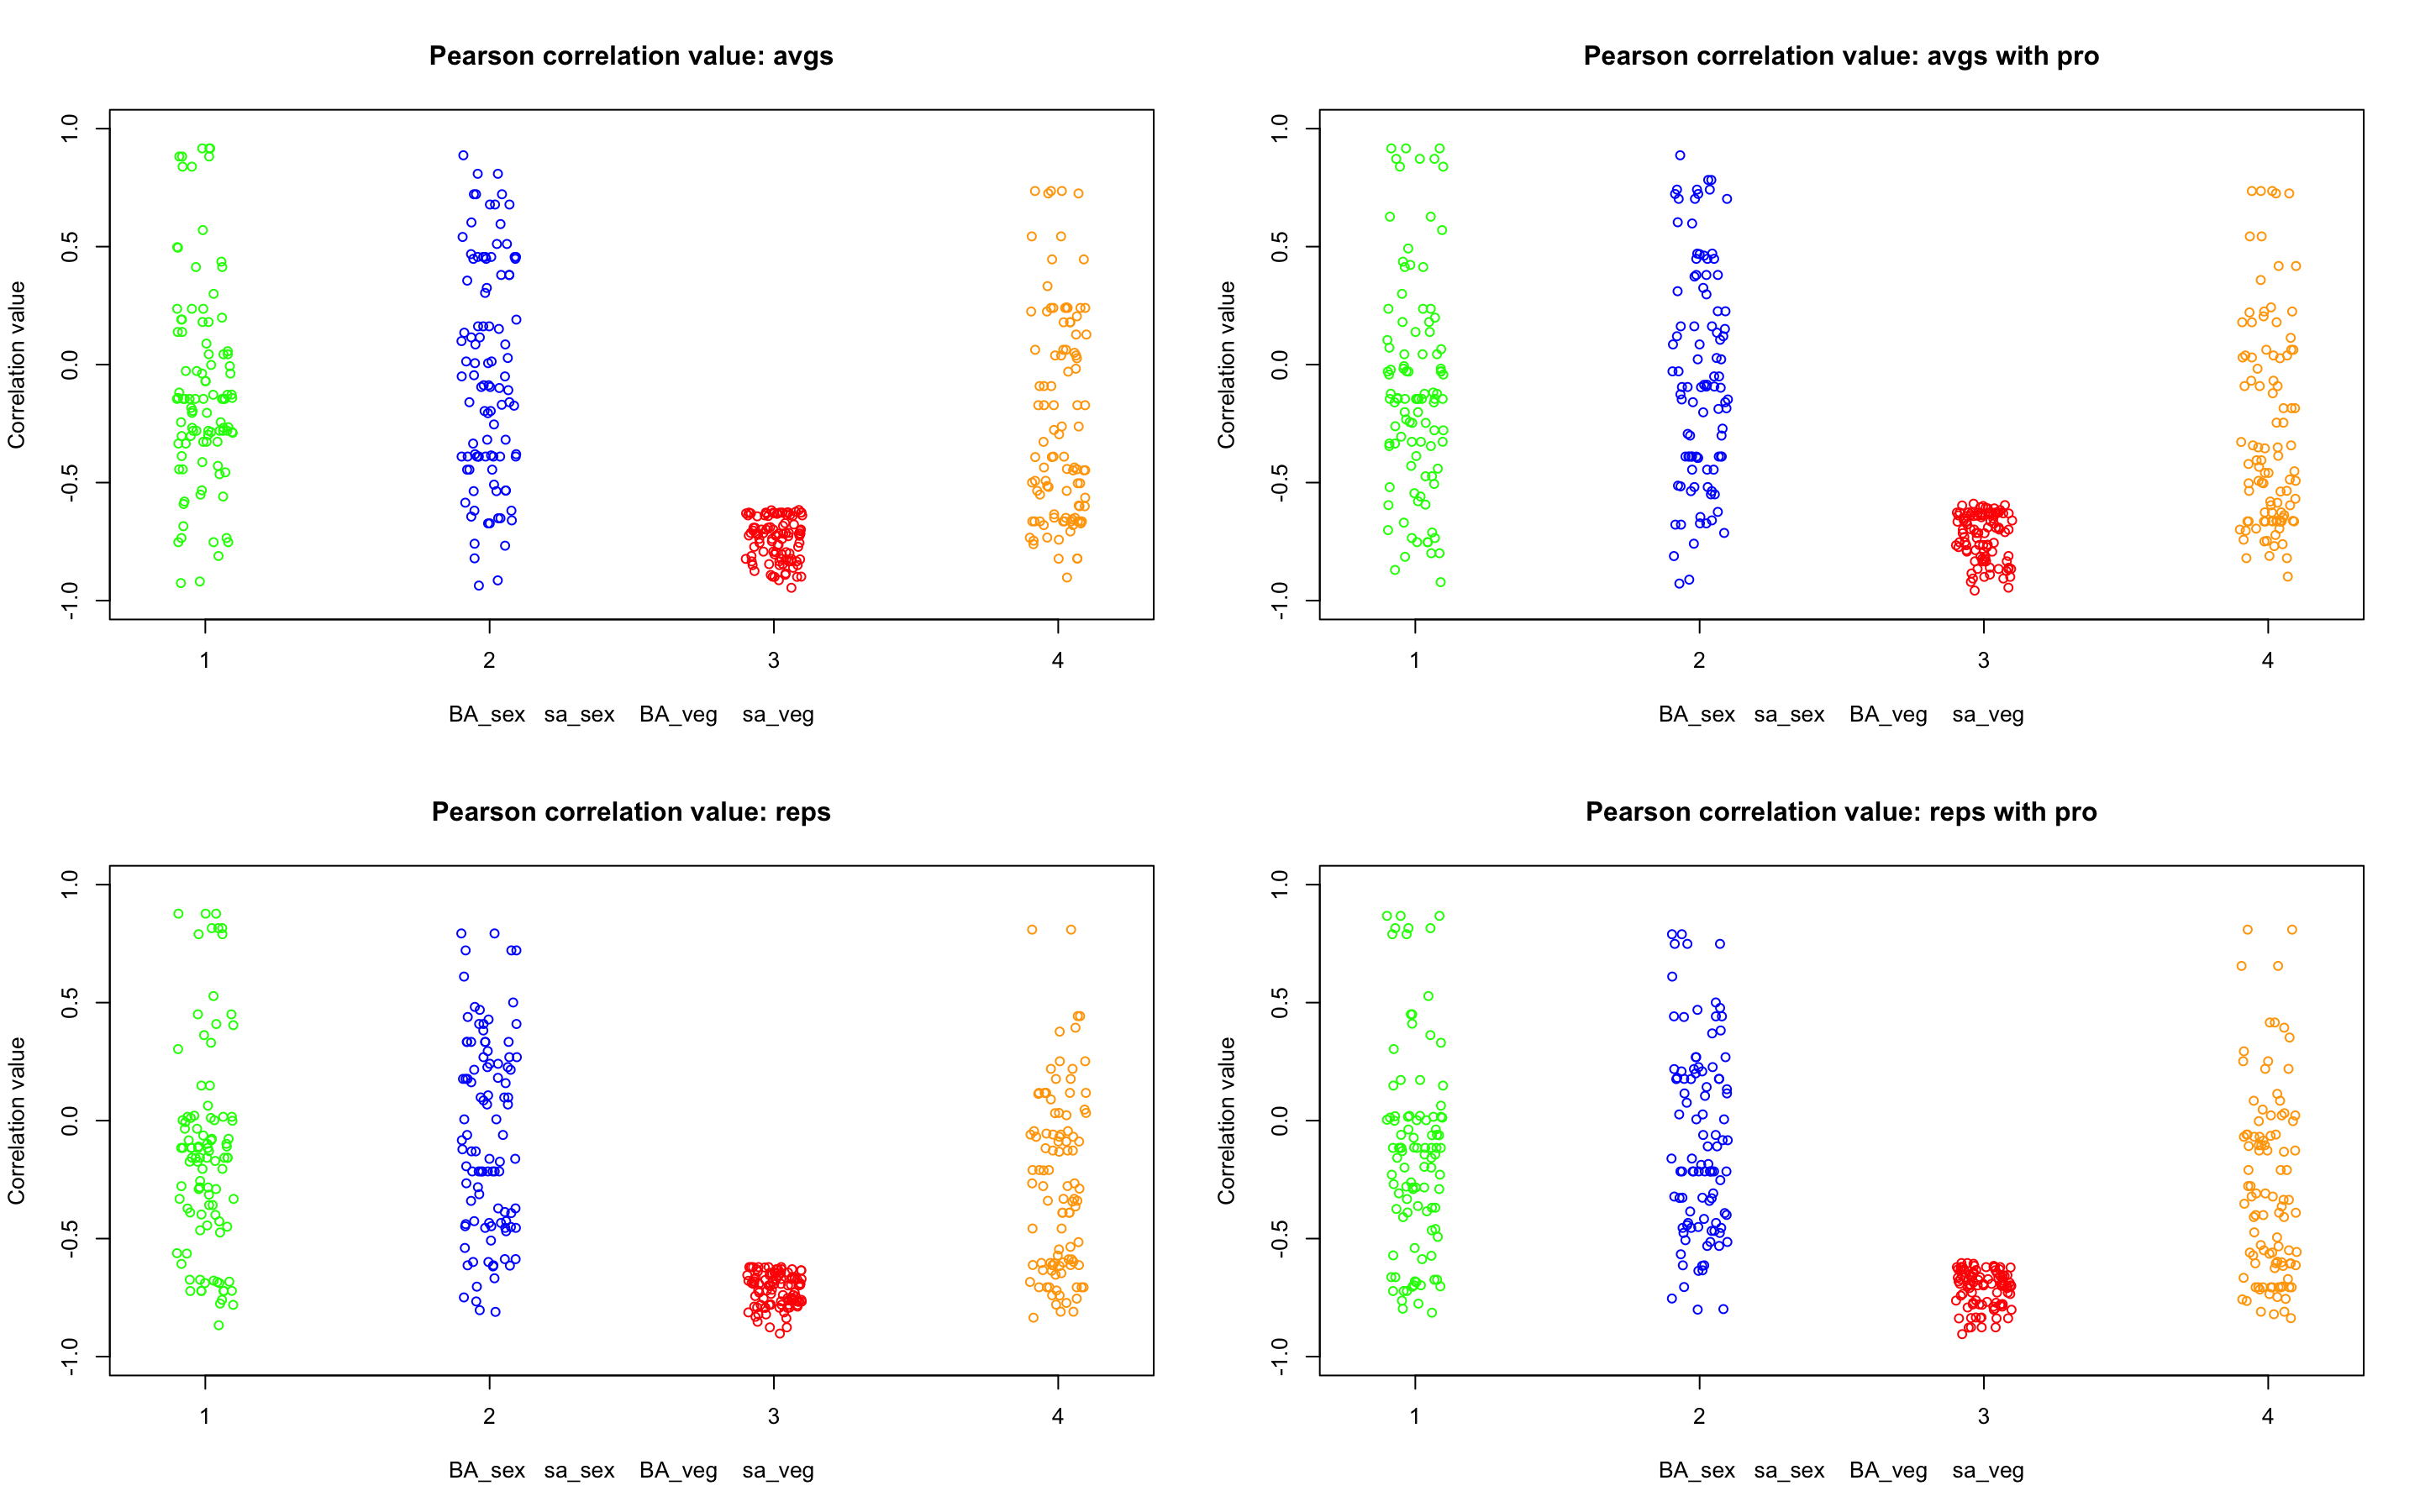 Pearson correlation value: avgs
Correlation value
1.0
0.5
0.0
-0.5
-1.0
1 2 3 4
BA_sex sa_sex BA_veg sa_veg
Pearson correlation value: avgs with pro
Correlation value
1.0
0.5
0.0
-0.5
-1.0
1 2 3 4
BA_sex sa_sex BA_veg sa_veg
Pearson correlation value: reps
Correlation value
1.0
0.5
0.0
-0.5
-1.0
1 2 3 4
BA_sex sa_sex BA_veg sa_veg
Pearson correlation value: reps with pro
Correlation value
1.0
0.5
0.0
-0.5
-1.0
1 2 3 4
BA_sex sa_sex BA_veg sa_veg